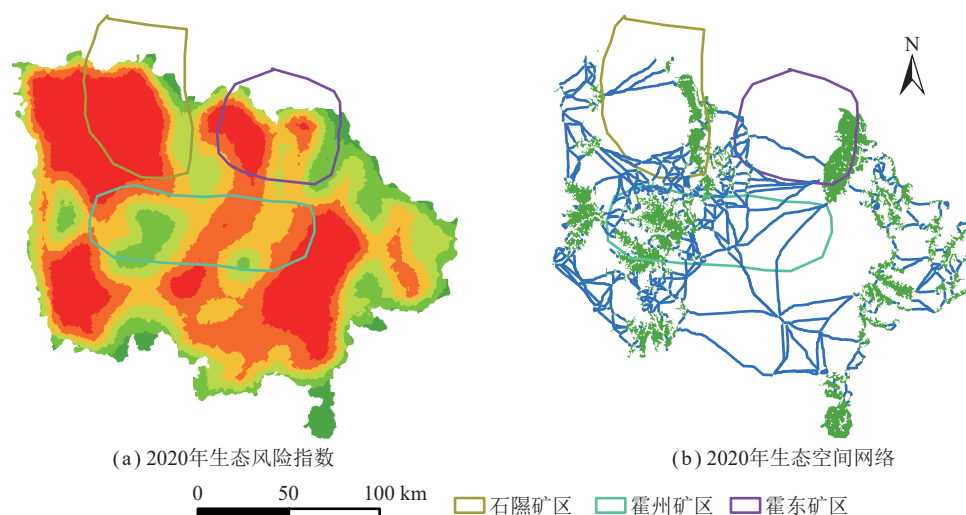 N
(a) 2020年生态风险指数
(b) 2020年生态空间网络
0 50 100 km
石隰矿区 霍州矿区 霍东矿区